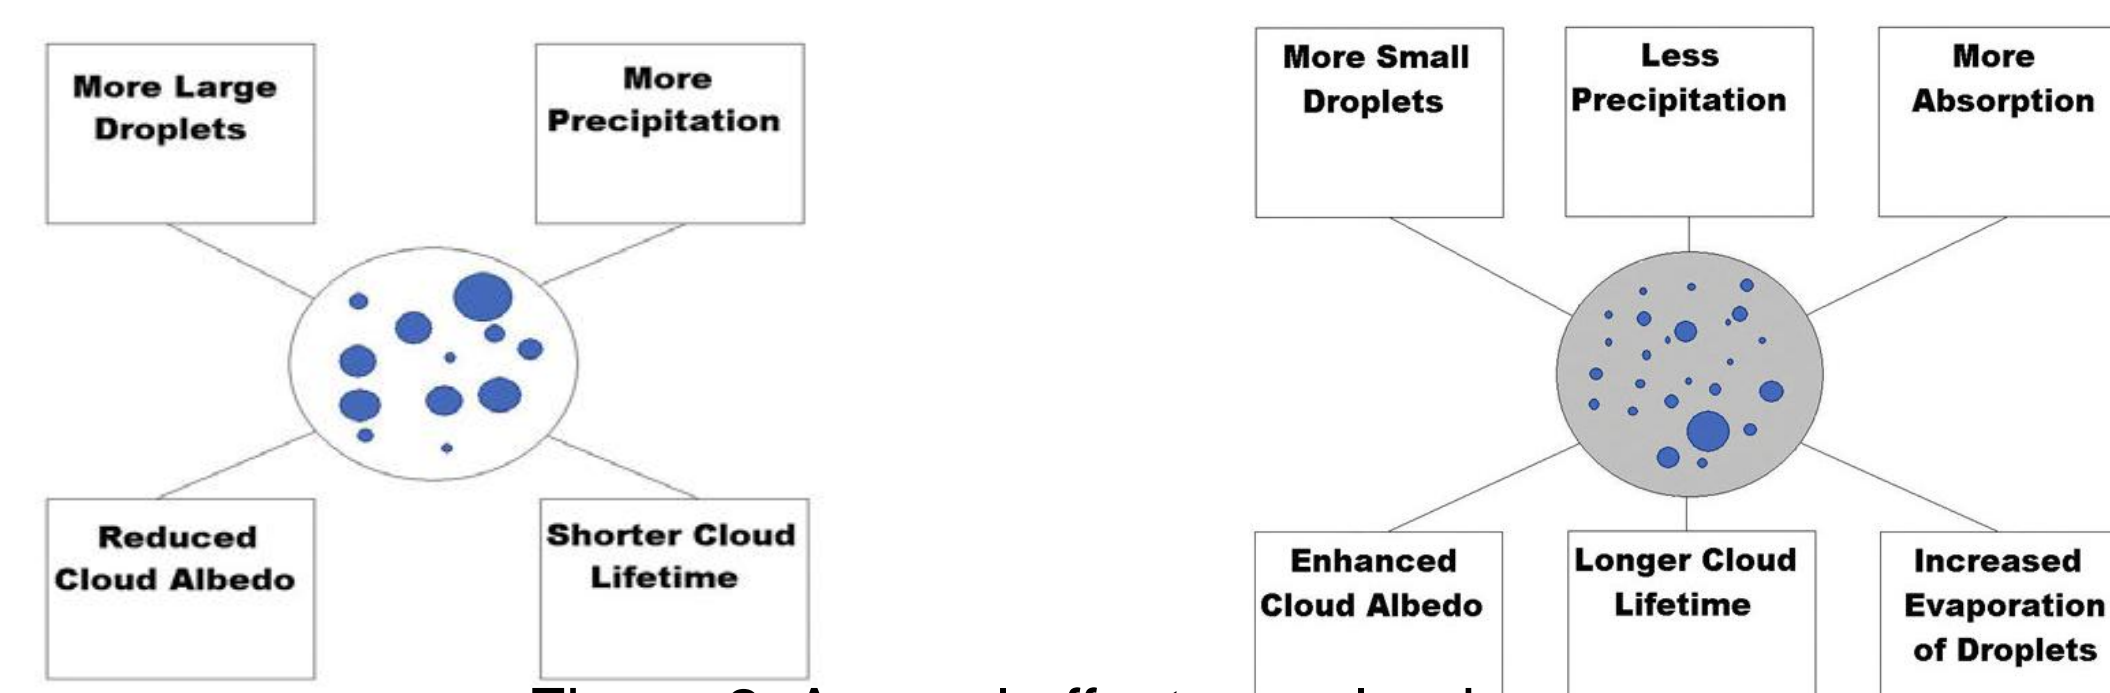 More Large
Droplets
More
Precipitation
Reduced
Cloud Albedo
Shorter Cloud
Lifetime
More Small
Droplets
Less
Precipitation
More
Absorption
Enhanced
Cloud Albedo
Longer Cloud
Lifetime
Increased
Evaporation
of Droplets